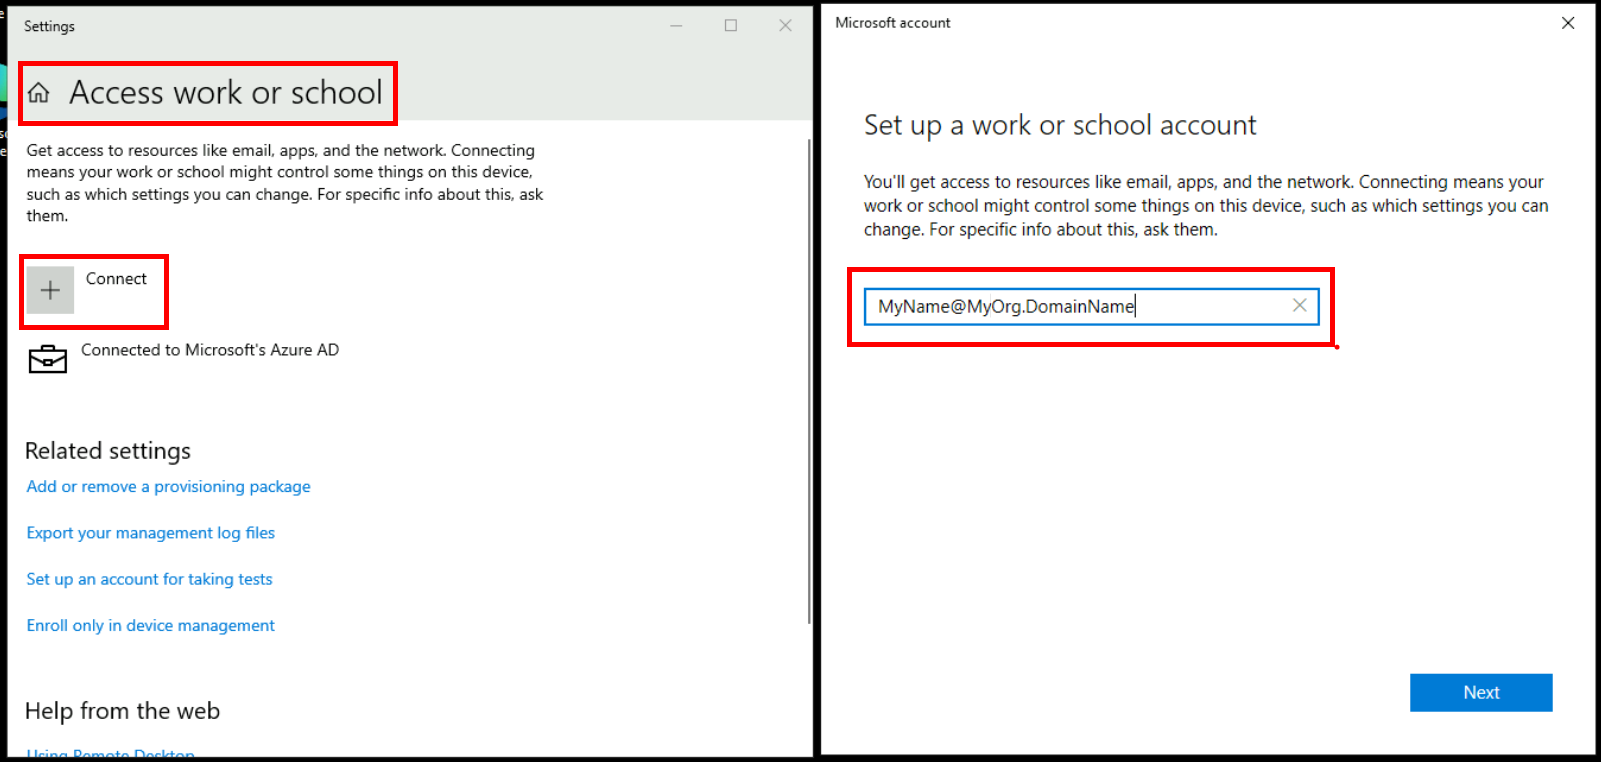 Settings
Access work or school
Get access to resources like email, apps, and the network. Connecting
means your work or school might control some things on this device,
such as which settings you can change. For specific info about this, ask
them.
Connect
Connected to Microsoft's Azure AD
Related settings
Add or remove a provisioning package
Export your management log files
Set up an account for taking tests
Enroll only in device management
Help from the web
Using Remote Desktop
Microsoft account
Set up a work or school account
You'll get access to resources like email, apps, and the network. Connecting means your
work or school might control some things on this device, such as which settings you can
change. For specific info about this, ask them.
MyName@MyOrg.DomainName
Next